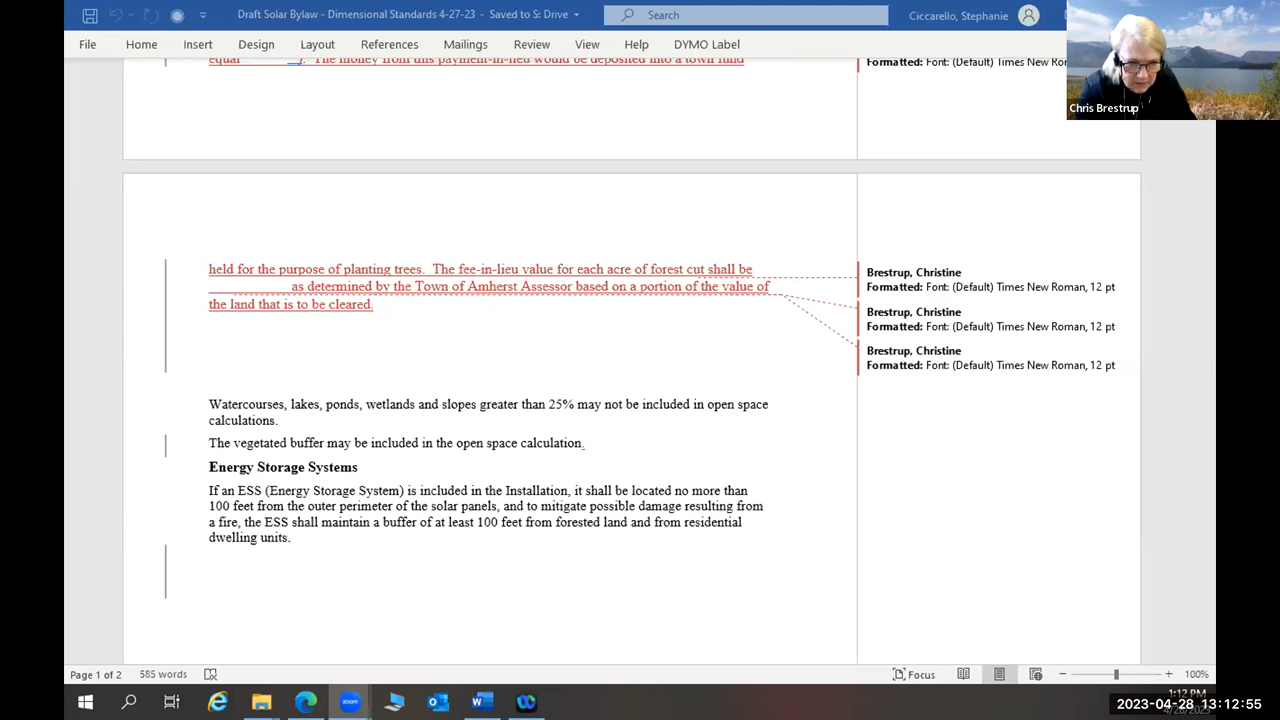 Draft Solar Bylaw - Dimensional Standards 4-27-23 - Saved to S: Drive
Search
Ciccarello, Stephanie
File Home Insert Design Layout References Mailings Review View Help DYMO Label
Chris Brestrup
equal ______). The money from this payment-in-lieu would be deposited into a town fund
Formatted: Font: (Default) Times New Roman, 12 pt
held for the purpose of planting trees. The fee-in-lieu value for each acre of forest cut shall be
____________ as determined by the Town of Amherst Assessor based on a portion of the value of
the land that is to be cleared.
Brestrup, Christine
Formatted: Font: (Default) Times New Roman, 12 pt
Brestrup, Christine
Formatted: Font: (Default) Times New Roman, 12 pt
Brestrup, Christine
Formatted: Font: (Default) Times New Roman, 12 pt
Watercourses, lakes, ponds, wetlands and slopes greater than 25% may not be included in open space
calculations.
The vegetated buffer may be included in the open space calculation.
Energy Storage Systems
If an ESS (Energy Storage System) is included in the Installation, it shall be located no more than
100 feet from the outer perimeter of the solar panels, and to mitigate possible damage resulting from
a fire, the ESS shall maintain a buffer of at least 100 feet from forested land and from residential
dwelling units.
Page 1 of 2 585 words Focus 100%
zoom
1:12 PM
2023-04-28 13:12:55